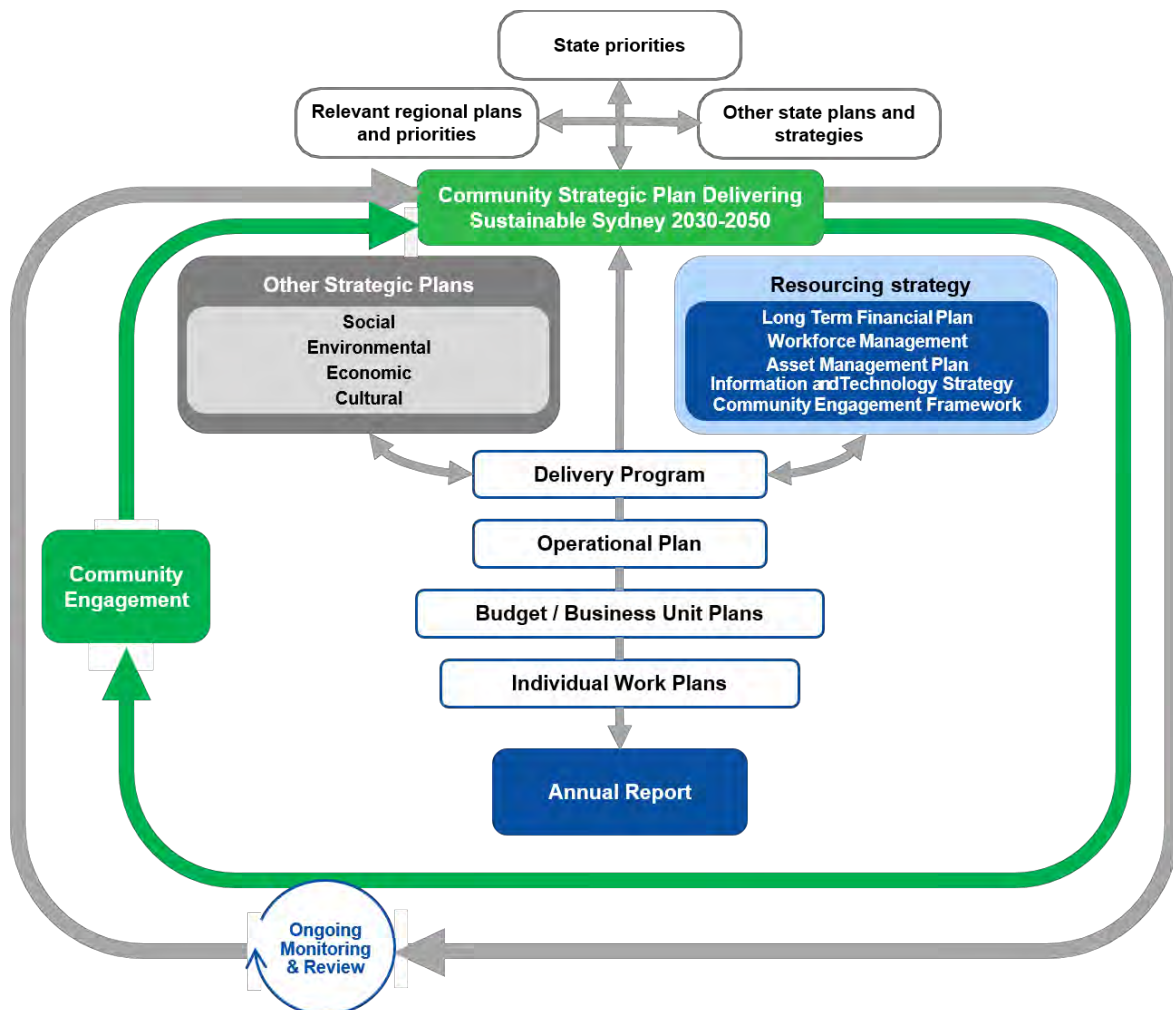 State priorities
Relevant regional plans
and priorities
Other state plans and
strategies
Community Strategic Plan Delivering
Sustainable Sydney 2030-2050
Other Strategic Plans
Social
Environmental
Economic
Cultural
Resourcing strategy
Long Term Financial Plan
Workforce Management
Asset Management Plan
Information and Technology Strategy
Community Engagement Framework
Delivery Program
Operational Plan
Community
Engagement
Budget / Business Unit Plans
Individual Work Plans
Annual Report
Ongoing
Monitoring
& Review